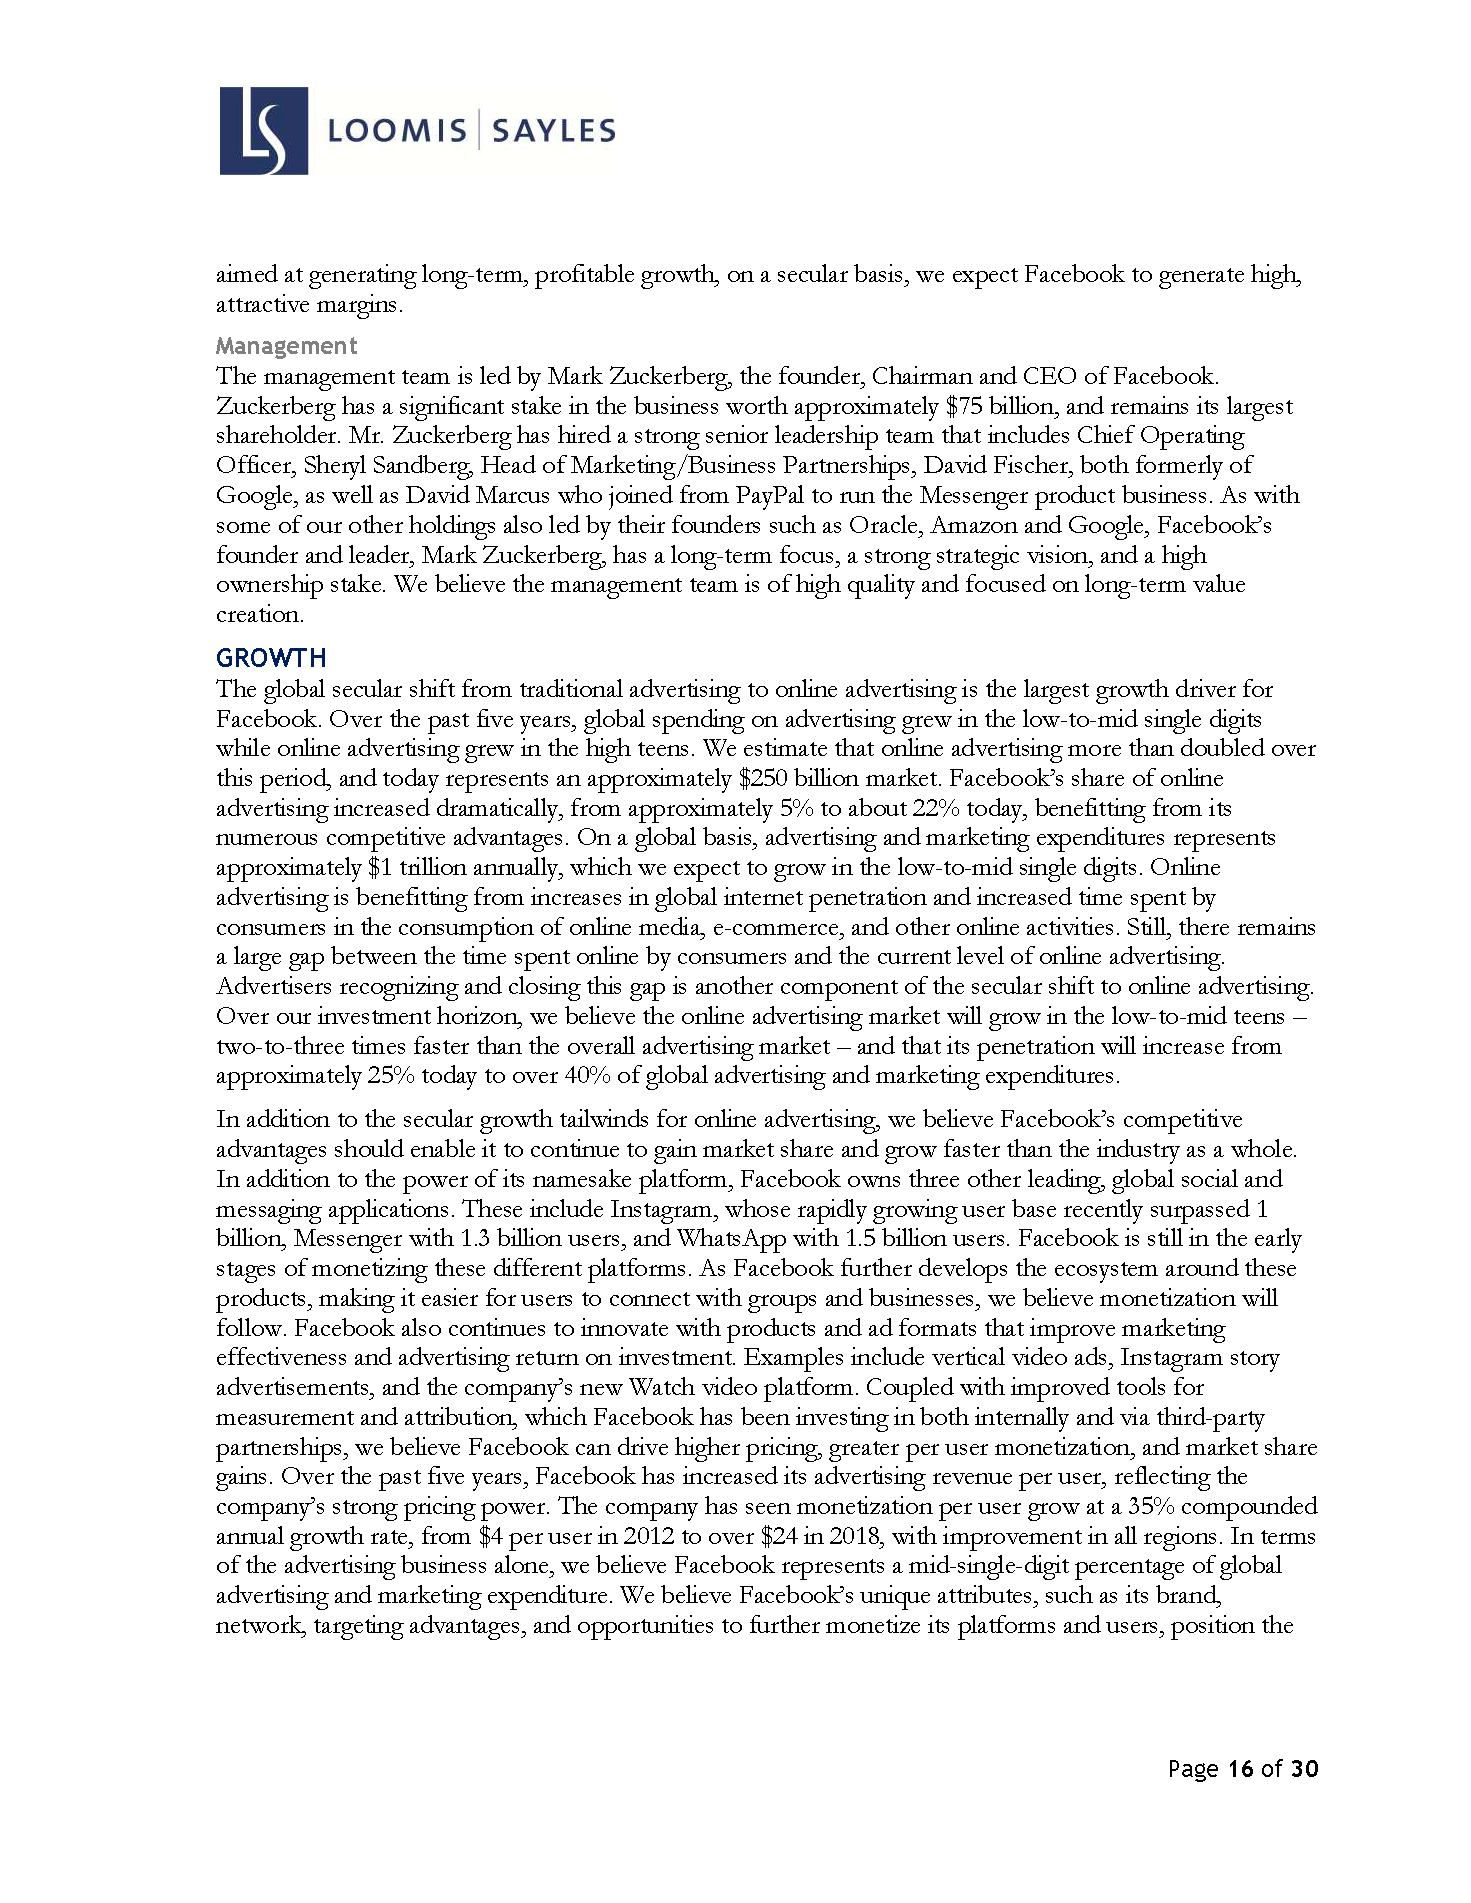 LS LOOMIS | SAYLES
aimed at generating long-term, profitable growth, on a secular basis, we expect Facebook to generate high,
attractive margins.
Management
The management team is led by Mark Zuckerberg, the founder, Chairman and CEO of Facebook.
Zuckerberg has a significant stake in the business worth approximately $75 billion, and remains its largest
shareholder. Mr. Zuckerberg has hired a strong senior leadership team that includes Chief Operating
Officer, Sheryl Sandberg, Head of Marketing/Business Partnerships, David Fischer, both formerly of
Google, as well as David Marcus who joined from PayPal to run the Messenger product business. As with
some of our other holdings also led by their founders such as Oracle, Amazon and Google, Facebook’s
founder and leader, Mark Zuckerberg, has a long-term focus, a strong strategic vision, and a high
ownership stake. We believe the management team is of high quality and focused on long-term value
creation.
GROWTH
The global secular shift from traditional advertising to online advertising is the largest growth driver for
Facebook. Over the past five years, global spending on advertising grew in the low-to-mid single digits
while online advertising grew in the high teens. We estimate that online advertising more than doubled over
this period, and today represents an approximately $250 billion market. Facebook’s share of online
advertising increased dramatically, from approximately 5% to about 22% today, benefitting from its
numerous competitive advantages. On a global basis, advertising and marketing expenditures represents
approximately $1 trillion annually, which we expect to grow in the low-to-mid single digits. Online
advertising is benefitting from increases in global internet penetration and increased time spent by
consumers in the consumption of online media, e-commerce, and other online activities. Still, there remains
a large gap between the time spent online by consumers and the current level of online advertising.
Advertisers recognizing and closing this gap is another component of the secular shift to online advertising.
Over our investment horizon, we believe the online advertising market will grow in the low-to-mid teens –
two-to-three times faster than the overall advertising market – and that its penetration will increase from
approximately 25% today to over 40% of global advertising and marketing expenditures.
In addition to the secular growth tailwinds for online advertising, we believe Facebook’s competitive
advantages should enable it to continue to gain market share and grow faster than the industry as a whole.
In addition to the power of its namesake platform, Facebook owns three other leading, global social and
messaging applications. These include Instagram, whose rapidly growing user base recently surpassed 1
billion, Messenger with 1.3 billion users, and WhatsApp with 1.5 billion users. Facebook is still in the early
stages of monetizing these different platforms. As Facebook further develops the ecosystem around these
products, making it easier for users to connect with groups and businesses, we believe monetization will
follow. Facebook also continues to innovate with products and ad formats that improve marketing
effectiveness and advertising return on investment. Examples include vertical video ads, Instagram story
advertisements, and the company’s new Watch video platform. Coupled with improved tools for
measurement and attribution, which Facebook has been investing in both internally and via third-party
partnerships, we believe Facebook can drive higher pricing, greater per user monetization, and market share
gains. Over the past five years, Facebook has increased its advertising revenue per user, reflecting the
company’s strong pricing power. The company has seen monetization per user grow at a 35% compounded
annual growth rate, from $4 per user in 2012 to over $24 in 2018, with improvement in all regions. In terms
of the advertising business alone, we believe Facebook represents a mid-single-digit percentage of global
advertising and marketing expenditure. We believe Facebook’s unique attributes, such as its brand,
network, targeting advantages, and opportunities to further monetize its platforms and users, position the
Page 16 of 30